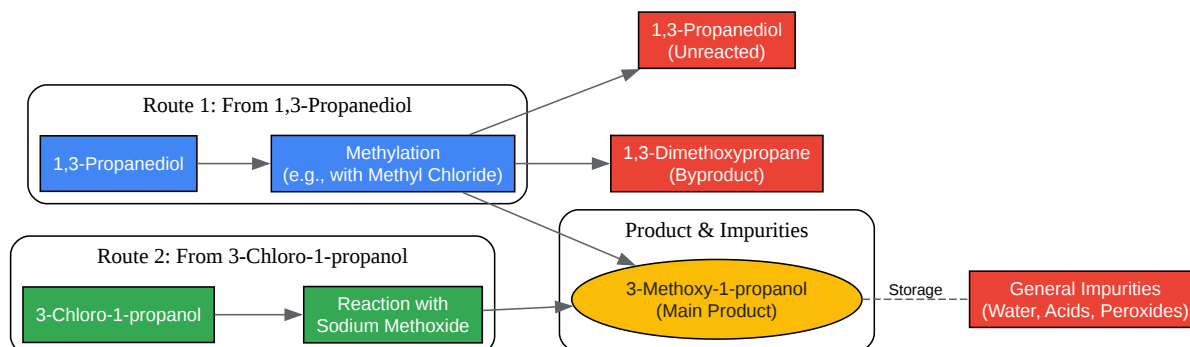 1,3-Propanediol
(Unreacted)
Route 1: From 1,3-Propanediol
1,3-Propanediol
Methylation
(e.g., with Methyl Chloride)
1,3-Dimethoxypropane
(Byproduct)
Product & Impurities
Route 2: From 3-Chloro-1-propanol
3-Chloro-1-propanol
Reaction with
Sodium Methoxide
3-Methoxy-1-propanol
(Main Product)
Storage
General Impurities
(Water, Acids, Peroxides)